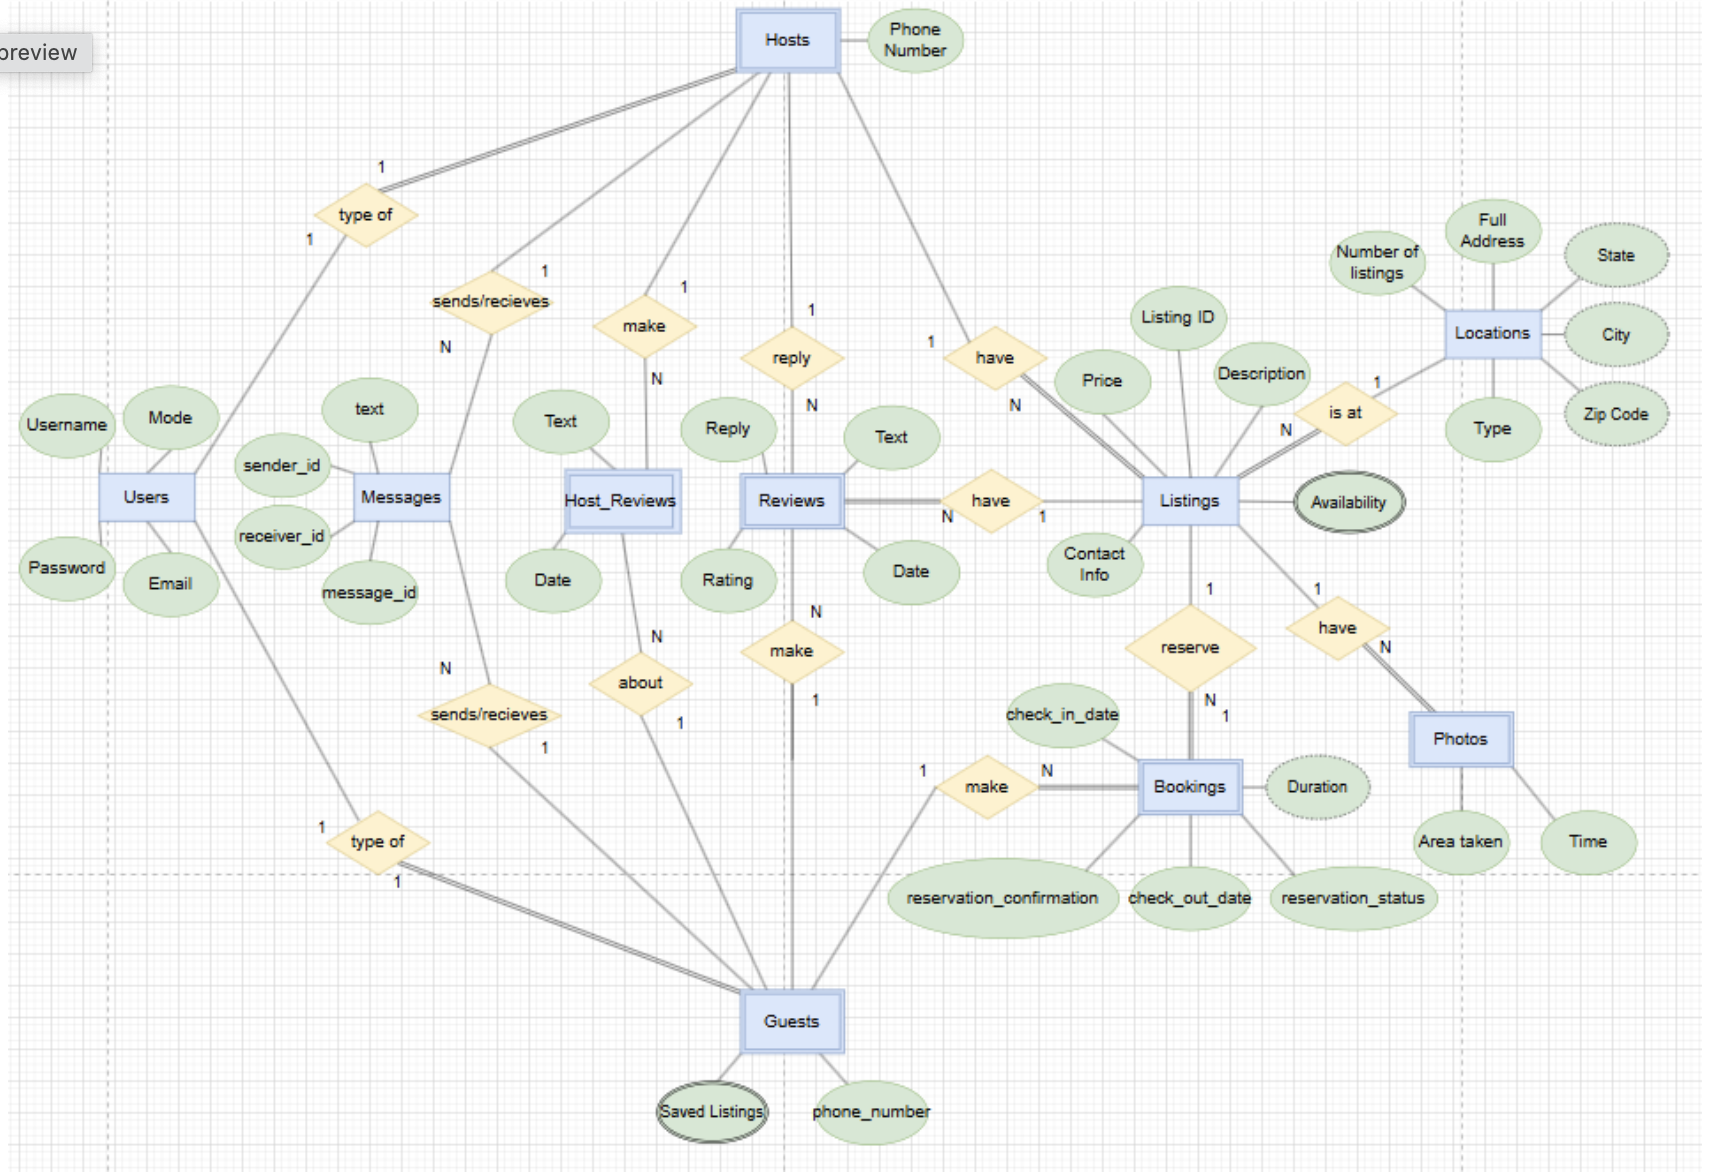 Hosts
Phone
Number
preview
1
type of
1
sends/recieves
1
N
make
1
N
reply
1
N
have
1
N
Number of
listings
Full
Address
State
City
Zip Code
Type
Locations
is at
1
N
Listing ID
Price
Description
Username
Mode
Users
Password
Email
text
sender_id
Messages
receiver_id
message_id
Text
Host_Reviews
Date
Reply
Text
Reviews
Rating
Date
have
N
1
Listings
Availability
Contact
Info
1
reserve
N
1
1
have
N
Photos
Area taken
Time
N
sends/recieves
1
N
about
1
N
make
1
check_in_date
1
make
N
Bookings
Duration
reservation_confirmation
check_out_date
reservation_status
1
type of
1
Guests
Saved Listings
phone_number